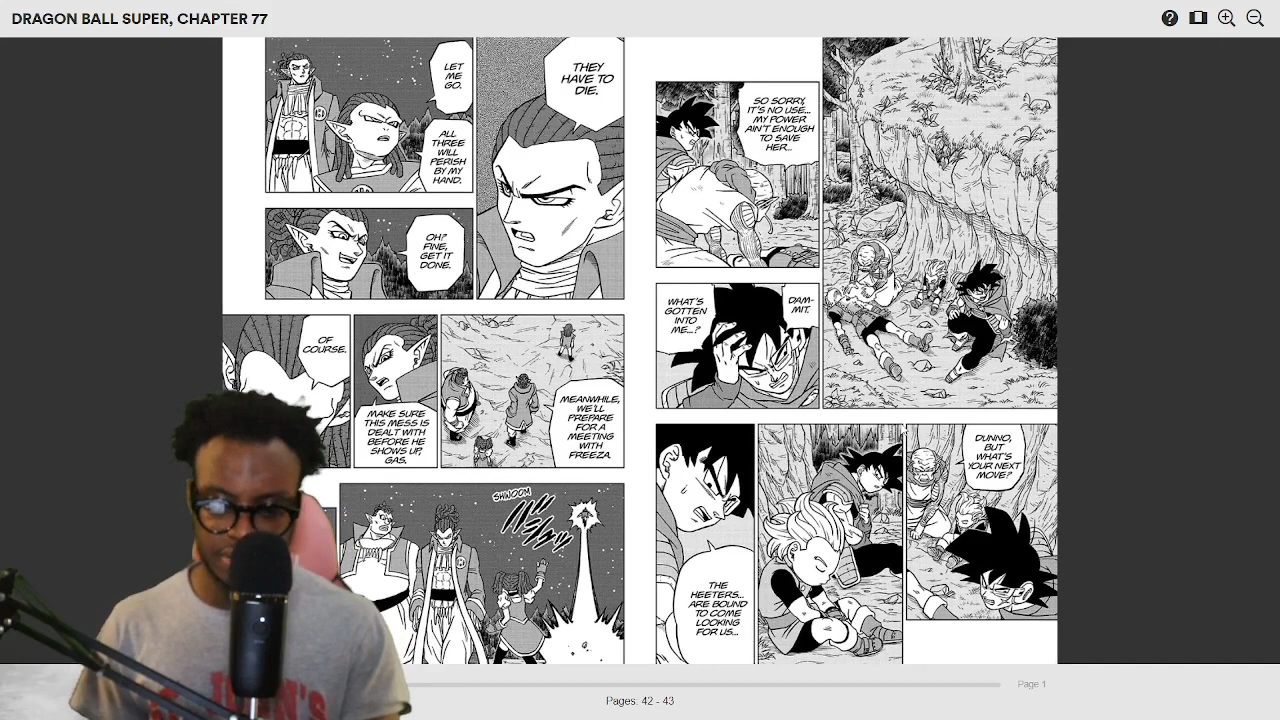 DRAGON BALL SUPER, CHAPTER 77
SO SORRY,
IT'S NO USE...
MY POWER
AIN'T ENOUGH
TO SAVE
HER...
DAM-
MIT.
WHAT'S
GOTTEN
INTO
ME...?
DUNNO,
BUT
WHAT'S
YOUR NEXT
MOVE?
THE
HEETERS...
ARE BOUND
TO COME
LOOKING
FOR US...
THEY
HAVE TO
DIE.
LET
ME
GO.
ALL
THREE
WILL
PERISH
BY MY
HAND.
OH?
FINE,
GET IT
DONE.
MEANWHILE,
WE'LL
PREPARE
FOR A
MEETING
WITH
FREEZA.
MAKE SURE
THIS MESS IS
DEALT WITH
BEFORE HE
SHOWS UP,
GAS.
OF
COURSE.
SHWOOM
Page 1
Pages: 42 - 43